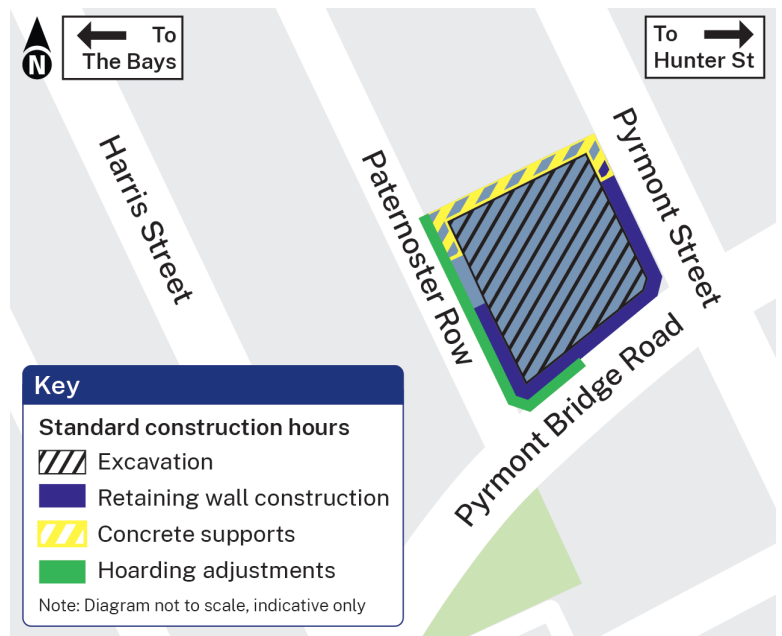 N
To
The Bays
To
Hunter St
Harris Street
Paternoster Row
Pyrmont Street
Pyrmont Bridge Road
Key
Standard construction hours
Excavation
Retaining wall construction
Concrete supports
Hoarding adjustments
Note: Diagram not to scale, indicative only